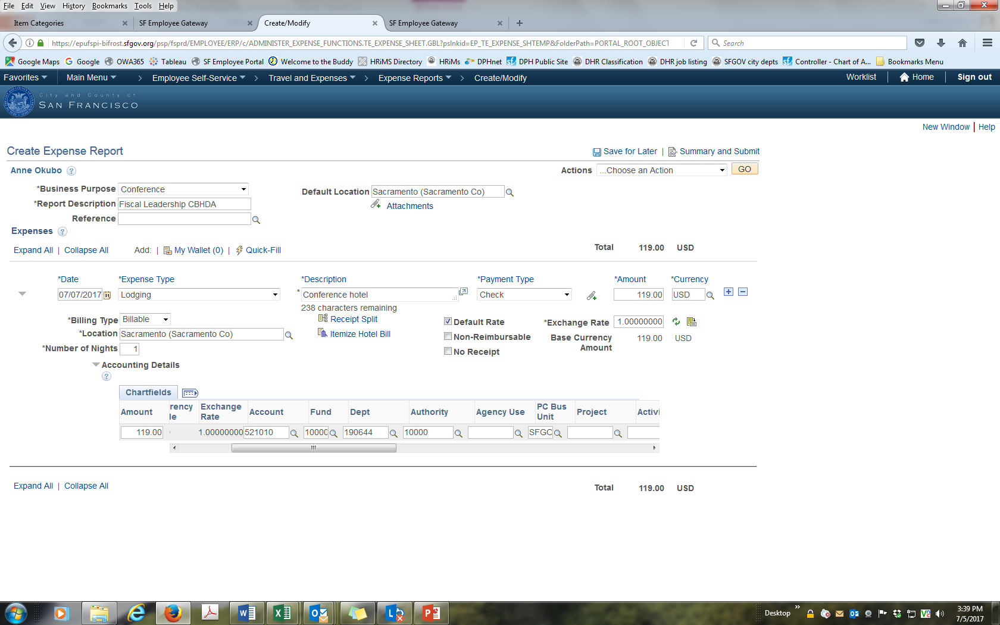 File Edit View History Bookmarks Tools Help
Item Categories SF Employee Gateway Create/Modify SF Employee Gateway
https://epufspi-bifrost.sfgov.org/psp/fsprd/EMPLOYEE/ERP/c/ADMINISTER_EXPENSE_FUNCTIONS.TE_EXPENSE_SHEET.GBL?pslnkid=EP_TE_EXPENSE_SHTEMP&FolderPath=PORTAL_ROOT_OBJECT Search
Google Maps Google OWA365 Tableau SF Employee Portal Welcome to the Buddy HRiMS Directory HRiMs DPHnet DPH Public Site DHR Classification DHR job listing SFGOV city depts Controller - Chart of A... Bookmarks Menu
Favorites Main Menu > Employee Self-Service > Travel and Expenses > Expense Reports > Create/Modify Worklist Home Sign out
City and County of
SAN FRANCISCO
New Window | Help
Create Expense Report Save for Later | Summary and Submit
Anne Okubo ? Actions ...Choose an Action GO
*Business Purpose Conference Default Location Sacramento (Sacramento Co)
*Report Description Fiscal Leadership CBHDA Attachments
Reference
Expenses ?
Expand All | Collapse All Add: | My Wallet (0) | Quick-Fill Total 119.00 USD
*Date *Expense Type *Description *Payment Type *Amount *Currency
07/07/2017 31 Lodging * Conference hotel Check 119.00 USD
238 characters remaining
*Billing Type Billable Receipt Split Default Rate *Exchange Rate 1.00000000
*Location Sacramento (Sacramento Co) Itemize Hotel Bill Non-Reimbursable Base Currency Amount 119.00 USD
*Number of Nights 1 No Receipt
Accounting Details
?
Chartfields
Amount rency le Exchange Rate Account Fund Dept Authority Agency Use PC Bus Unit Project Activi
119.00 1.00000000 521010 10000 190644 10000 SFGO
Expand All | Collapse All Total 119.00 USD
Desktop » 3:39 PM
7/5/2017